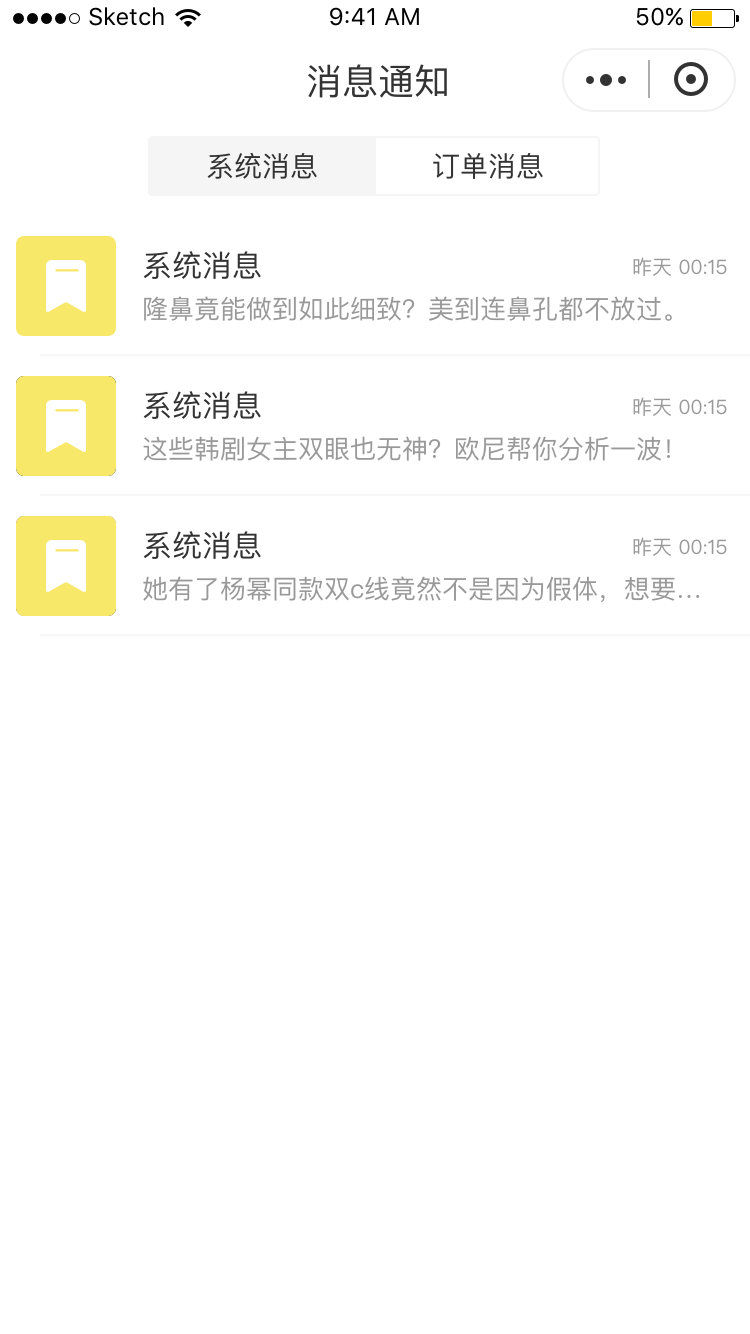 Sketch 9:41 AM 50%
消息通知
系统消息 订单消息
系统消息 昨天 00:15
隆鼻竟能做到如此细致？美到连鼻孔都不放过。
系统消息 昨天 00:15
这些韩剧女主双眼也无神？欧尼帮你分析一波！
系统消息 昨天 00:15
她有了杨幂同款双c线竟然不是因为假体，想要...